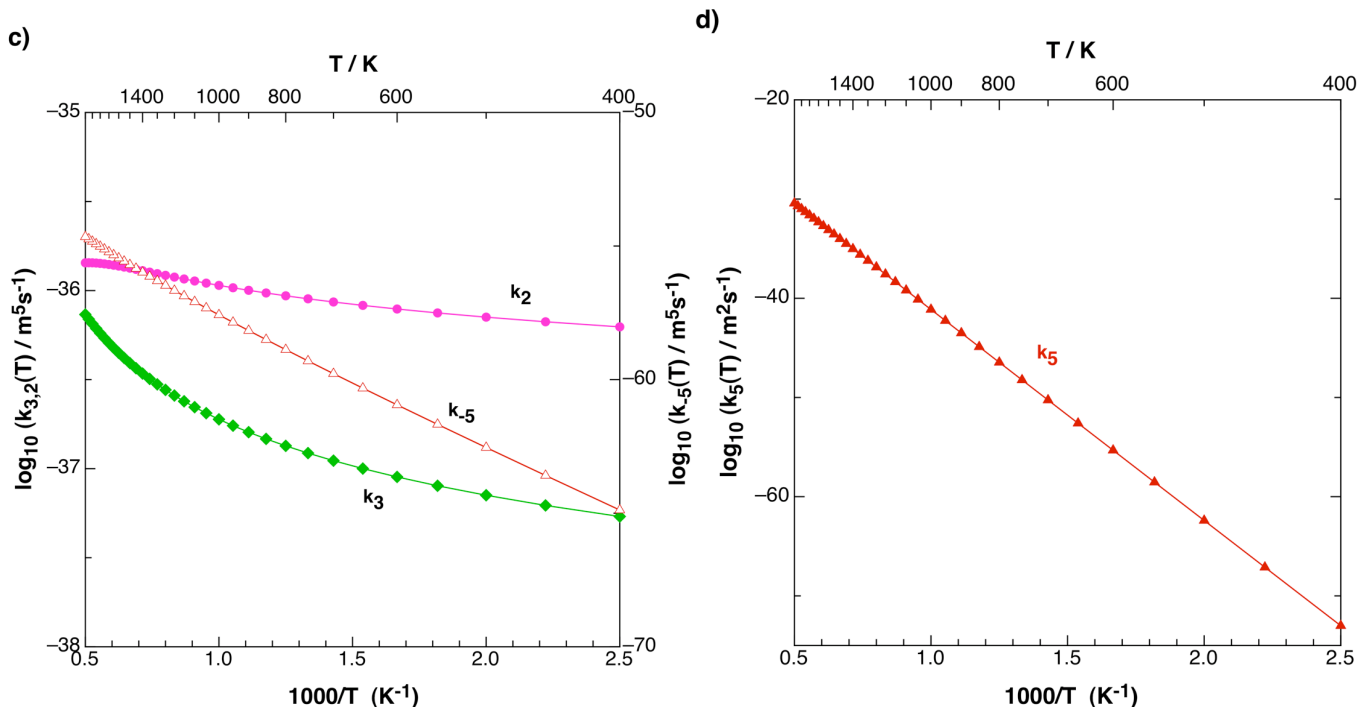 c)
T / K
1400 1000 800 600 400
−35 −50
−36
−60
−37
−38 −70
log10 (k3,2(T) / m5s-1)
log10 (k-5(T) / m5s-1)
k2
k-5
k3
0.5 1.0 1.5 2.0 2.5
1000/T (K-1)
d)
T / K
1400 1000 800 600 400
−20
−40
−60
log10 (k5(T) / m2s-1)
k5
0.5 1.0 1.5 2.0 2.5
1000/T (K-1)